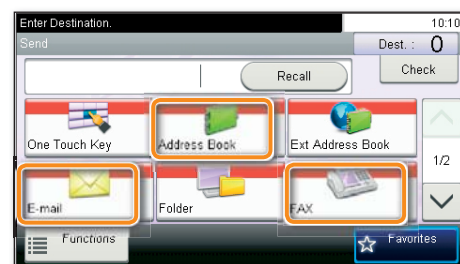 Enter Destination. 10:10
Send Dest. : 0
Recall Check
One Touch Key Address Book Ext Address Book
1/2
E-mail Folder FAX
Functions Favorites